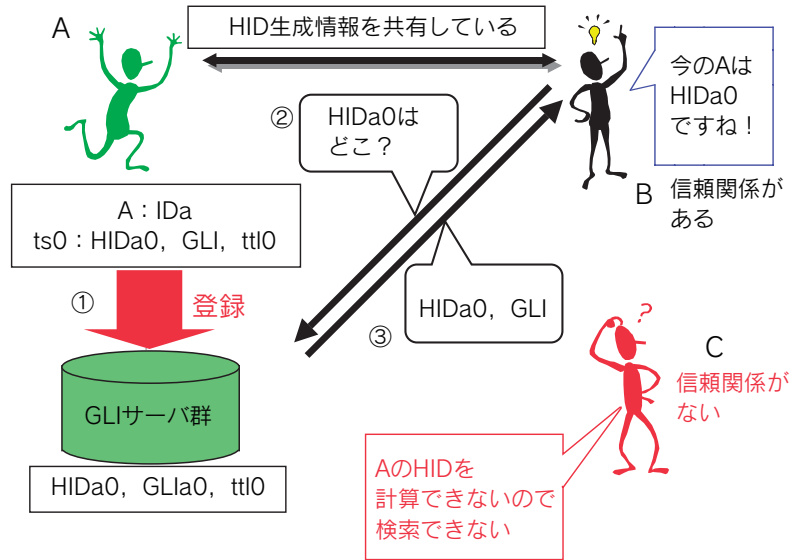 A
HID生成情報を共有している
今のAは
HIDa0
ですね！
②
HIDa0は
どこ？
B
信頼関係が
ある
A：IDa
ts0：HIDa0，GLI，ttl0
①
登録
HIDa0，GLI
③
?
C
信頼関係が
ない
GLIサーバ群
HIDa0，GLIa0，ttl0
AのHIDを
計算できないので
検索できない